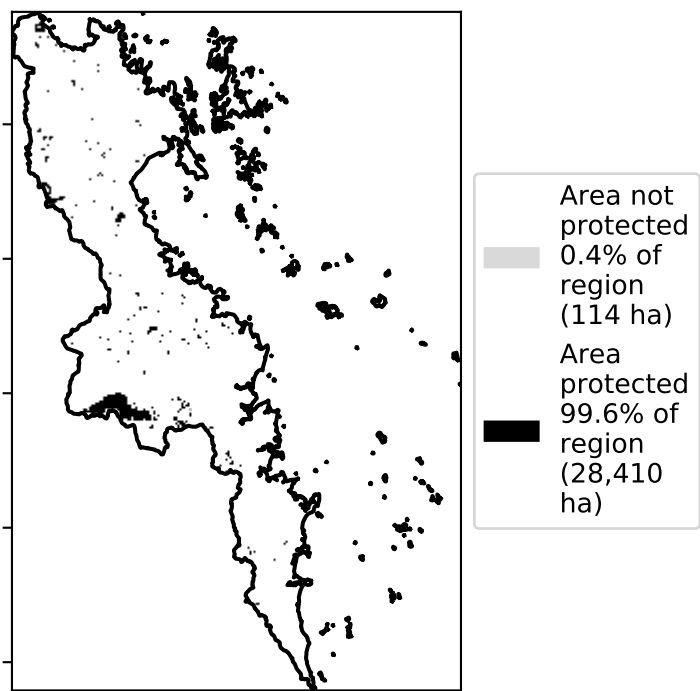 Area not
protected
0.4% of
region
(114 ha)
Area
protected
99.6% of
region
(28,410
ha)